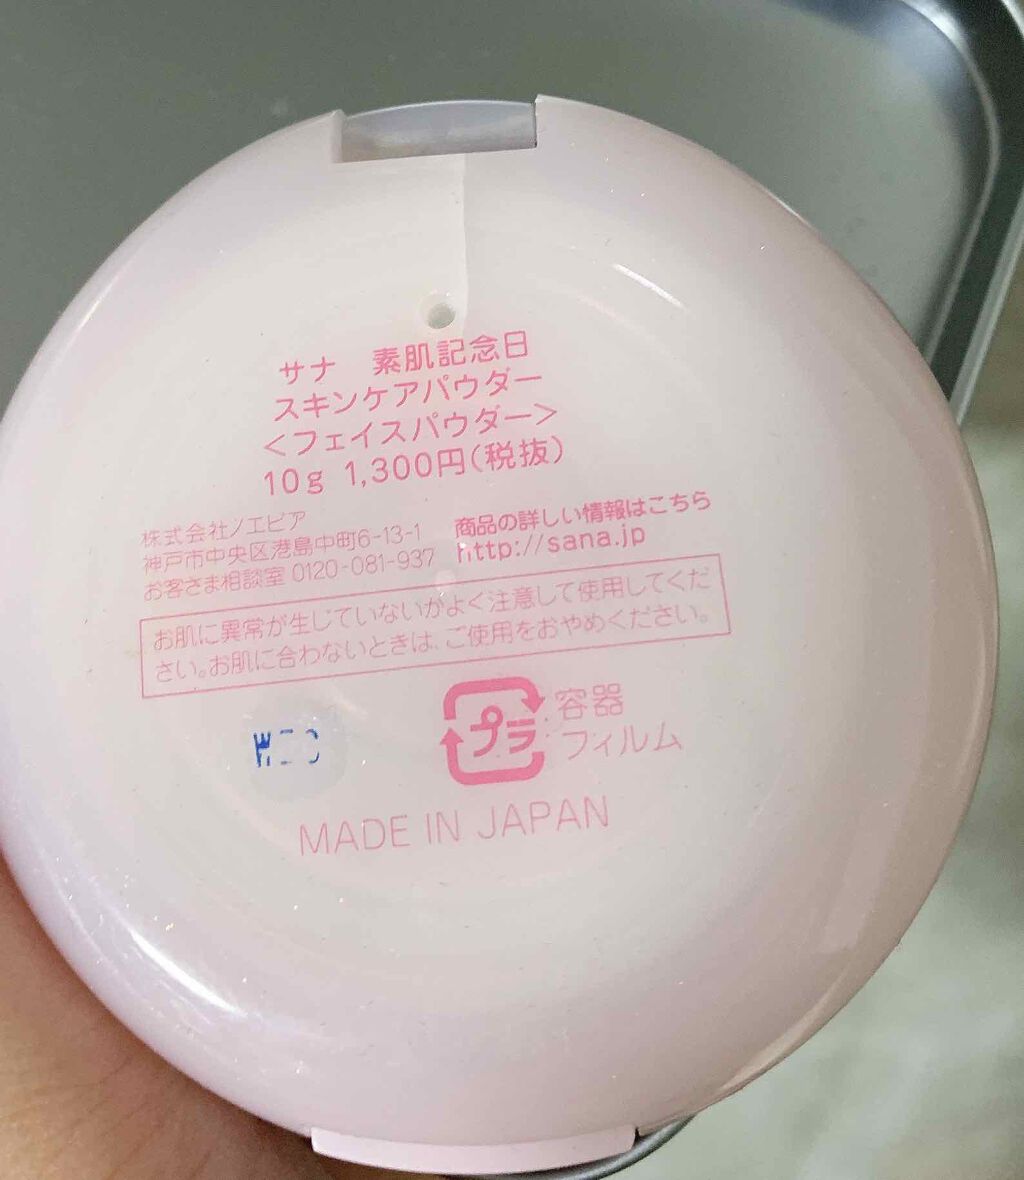 サナ 素肌記念日
スキンケアパウダー
<フェイスパウダー>
10g 1,300円(税抜)
株式会社ノエビア
神戸市中央区港島中町6-13-1
お客さま相談室 0120-081-937
商品の詳しい情報はこちら
http://sana.jp
お肌に異常が生じていないかよく注意して使用してくだ
さい。お肌に合わないときは、ご使用をおやめください。
プラ
容器
フィルム
MADE IN JAPAN